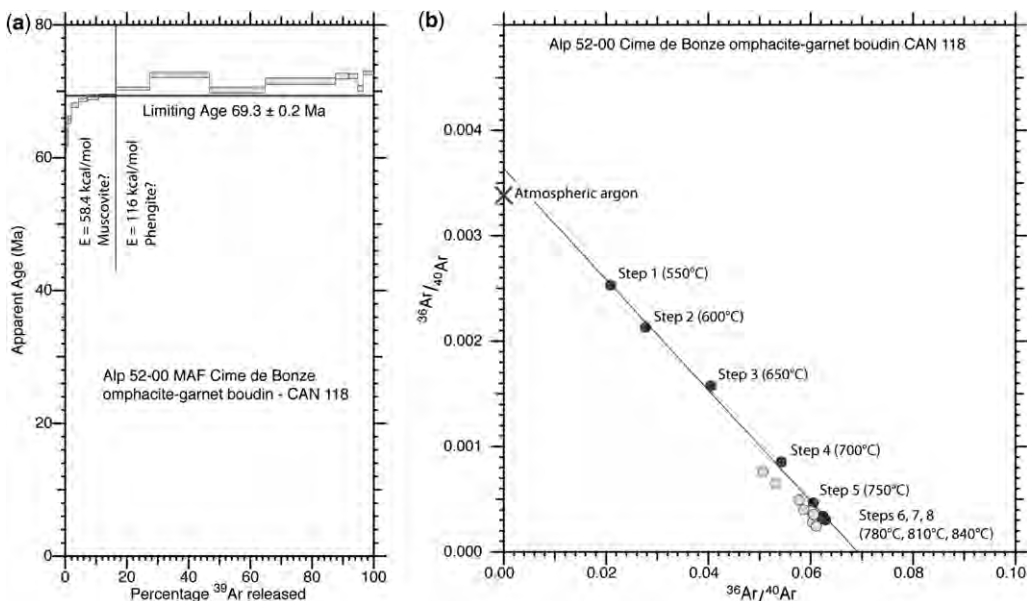 (a)
80
60
40
20
0
Apparent Age (Ma)
Limiting Age 69.3 ± 0.2 Ma
E = 58.4 kcal/mol
Muscovite?
E = 116 kcal/mol
Phengite?
Alp 52-00 MAF Cime de Bonze
omphacite-garnet boudin - CAN 118
0 20 40 60 80 100
Percentage ³⁹Ar released
(b)
Alp 52-00 Cime de Bonze omphacite-garnet boudin CAN 118
0.004
0.003
0.002
0.001
0.000
³⁶Ar/⁴⁰Ar
Atmospheric argon
Step 1 (550°C)
Step 2 (600°C)
Step 3 (650°C)
Step 4 (700°C)
Step 5 (750°C)
Steps 6, 7, 8
(780°C, 810°C, 840°C)
0.00 0.02 0.04 0.06 0.08 0.10
³⁶Ar/⁴⁰Ar